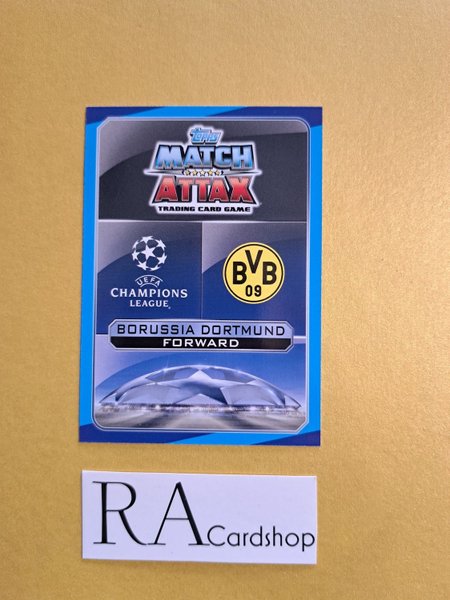 Topps
MATCH
ATTAX
TRADING CARD GAME
UEFA
CHAMPIONS
LEAGUE
BVB
09
BORUSSIA DORTMUND
FORWARD
RA Cardshop